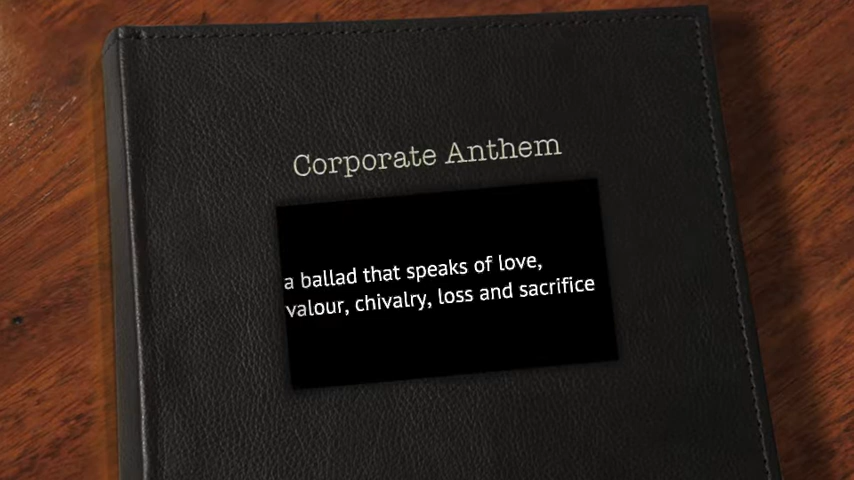 Corporate Anthem
a ballad that speaks of love,
valour, chivalry, loss and sacrifice